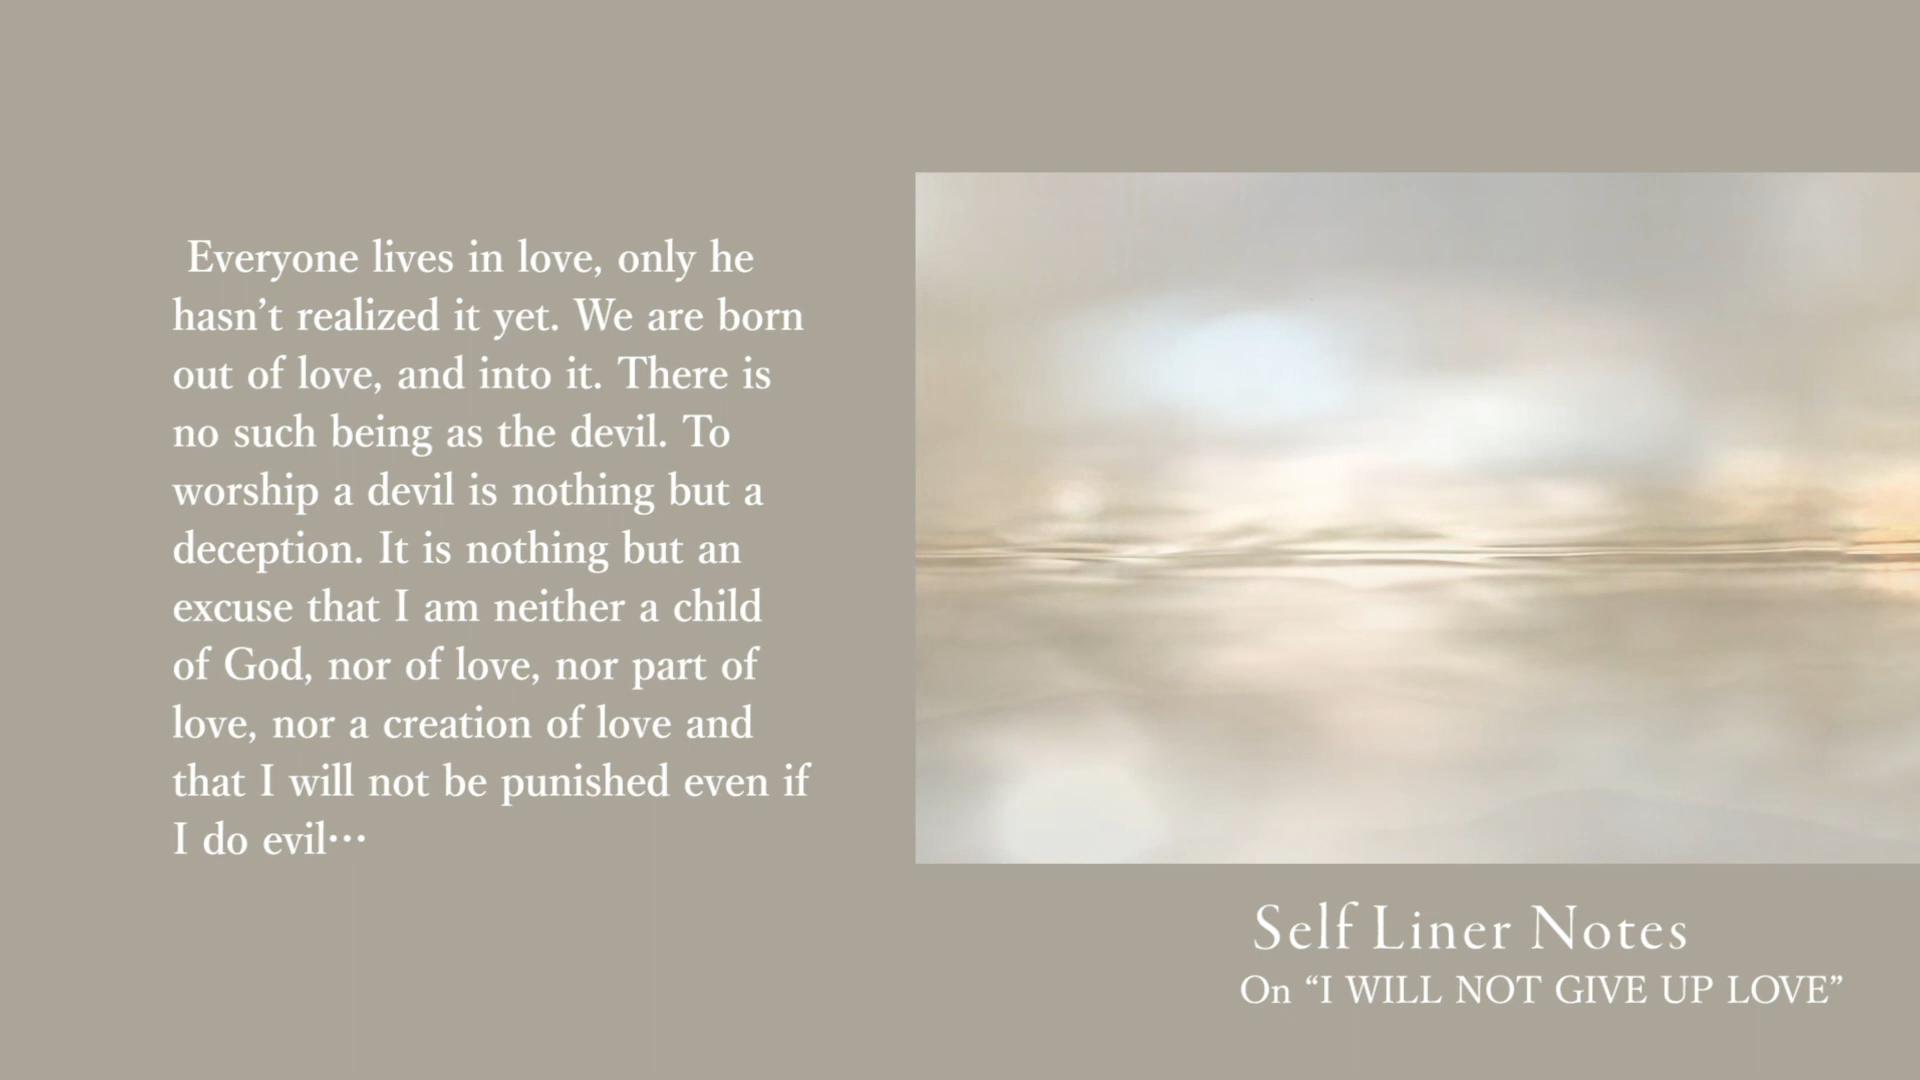 Everyone lives in love, only he
hasn’t realized it yet. We are born
out of love, and into it. There is
no such being as the devil. To
worship a devil is nothing but a
deception. It is nothing but an
excuse that I am neither a child
of God, nor of love, nor part of
love, nor a creation of love and
that I will not be punished even if
I do evil⋯
Self Liner Notes
On “I WILL NOT GIVE UP LOVE”